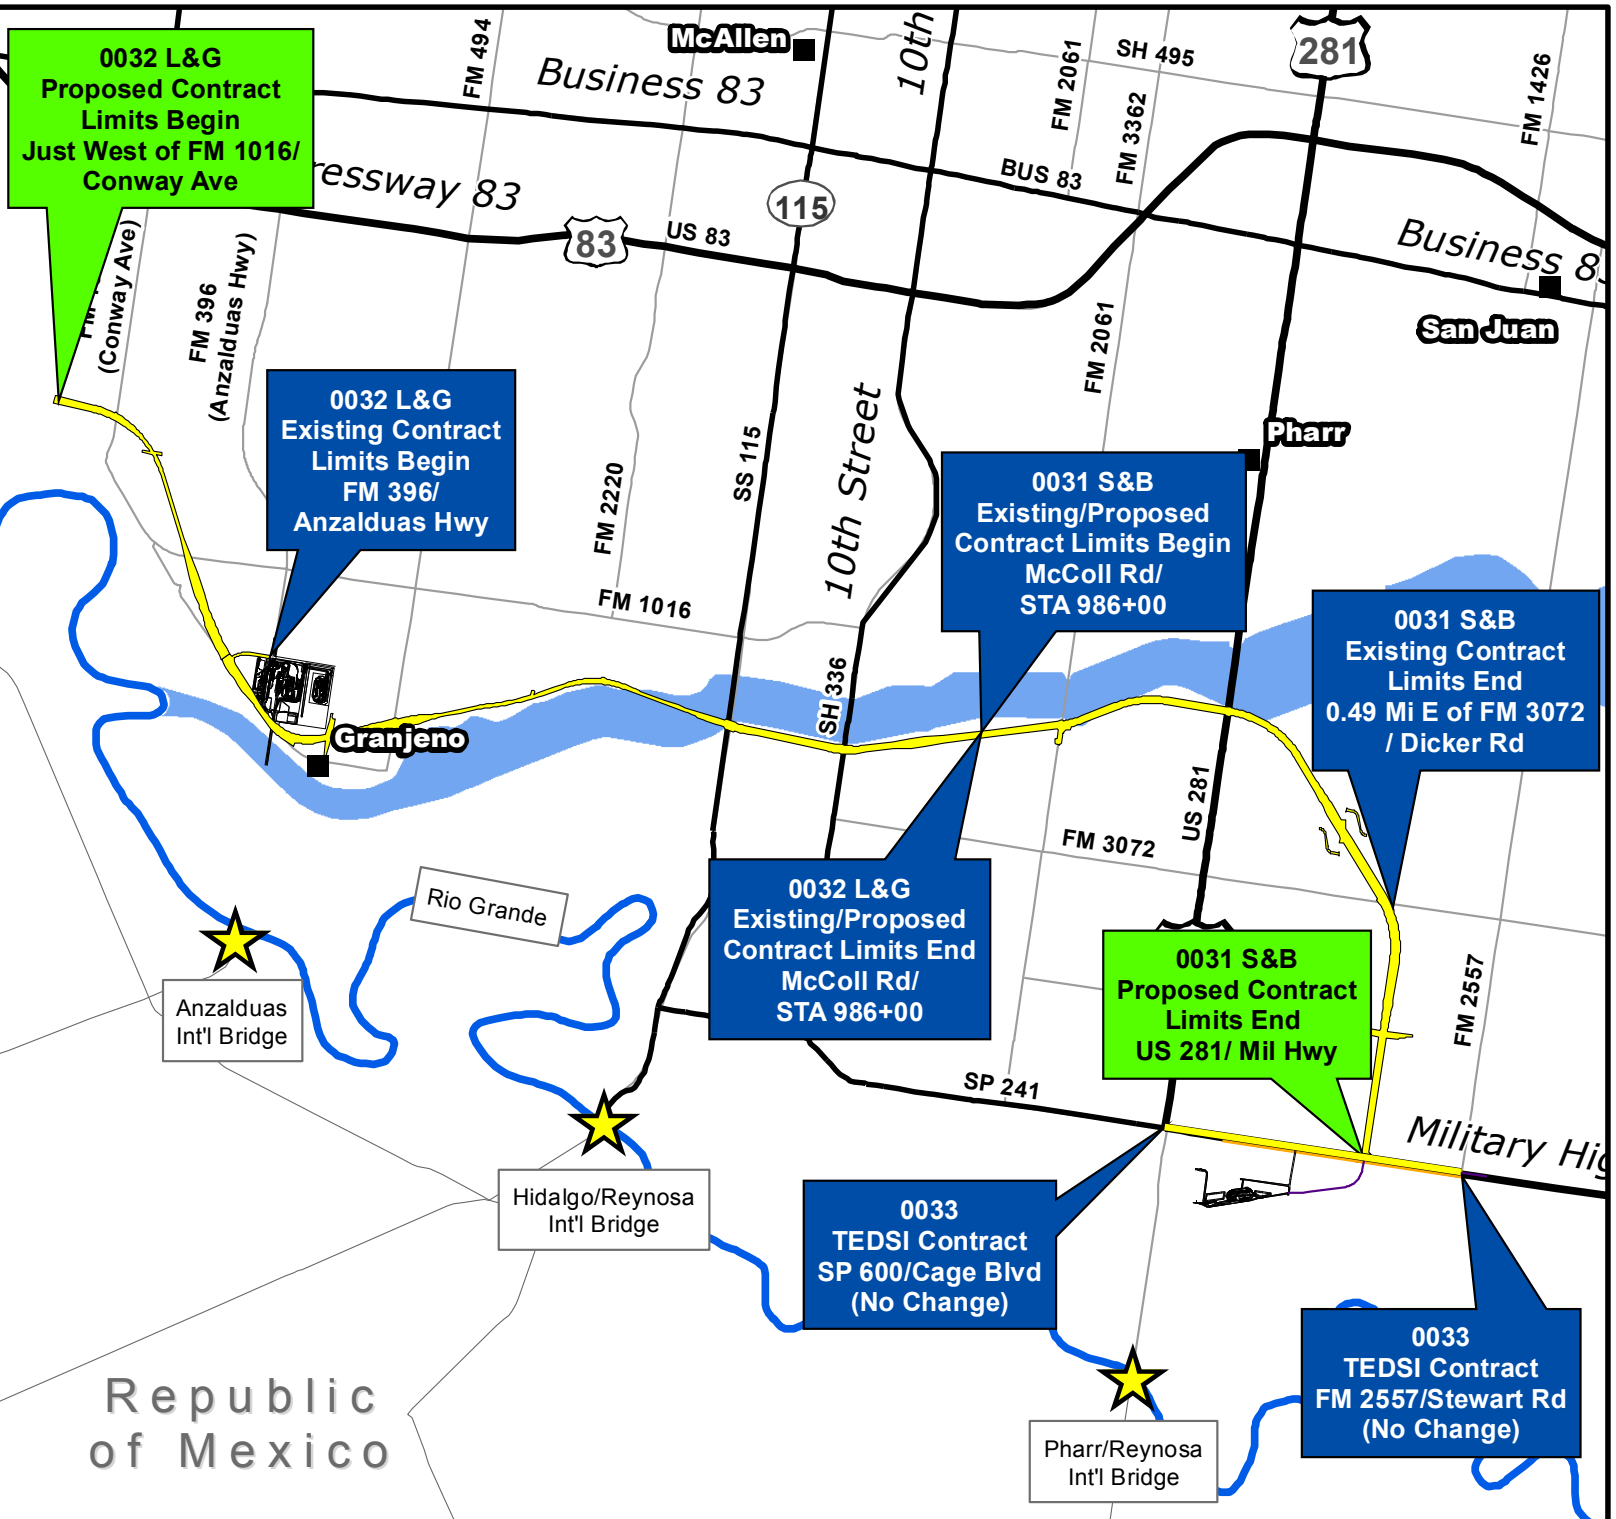 0032 L&G
Proposed Contract
Limits Begin
Just West of FM 1016/
Conway Ave
FM 494
McAllen
Business 83
10th
FM 2061
SH 495
FM 3362
281
FM 1426
ressway 83
83
US 83
115
BUS 83
Business 8
San Juan
FM
(Conway Ave)
FM 396
(Anzalduas Hwy)
0032 L&G
Existing Contract
Limits Begin
FM 396/
Anzalduas Hwy
FM 2220
SS 115
10th Street
FM 2061
Pharr
0031 S&B
Existing/Proposed
Contract Limits Begin
McColl Rd/
STA 986+00
FM 1016
SH 336
0031 S&B
Existing Contract
Limits End
0.49 Mi E of FM 3072
/ Dicker Rd
Granjeno
US 281
FM 3072
0032 L&G
Existing/Proposed
Contract Limits End
McColl Rd/
STA 986+00
Rio Grande
0031 S&B
Proposed Contract
Limits End
US 281/ Mil Hwy
FM 2557
Anzalduas
Int'l Bridge
SP 241
Military Hig
Hidalgo/Reynosa
Int'l Bridge
0033
TEDSI Contract
SP 600/Cage Blvd
(No Change)
0033
TEDSI Contract
FM 2557/Stewart Rd
(No Change)
Republic
of Mexico
Pharr/Reynosa
Int'l Bridge